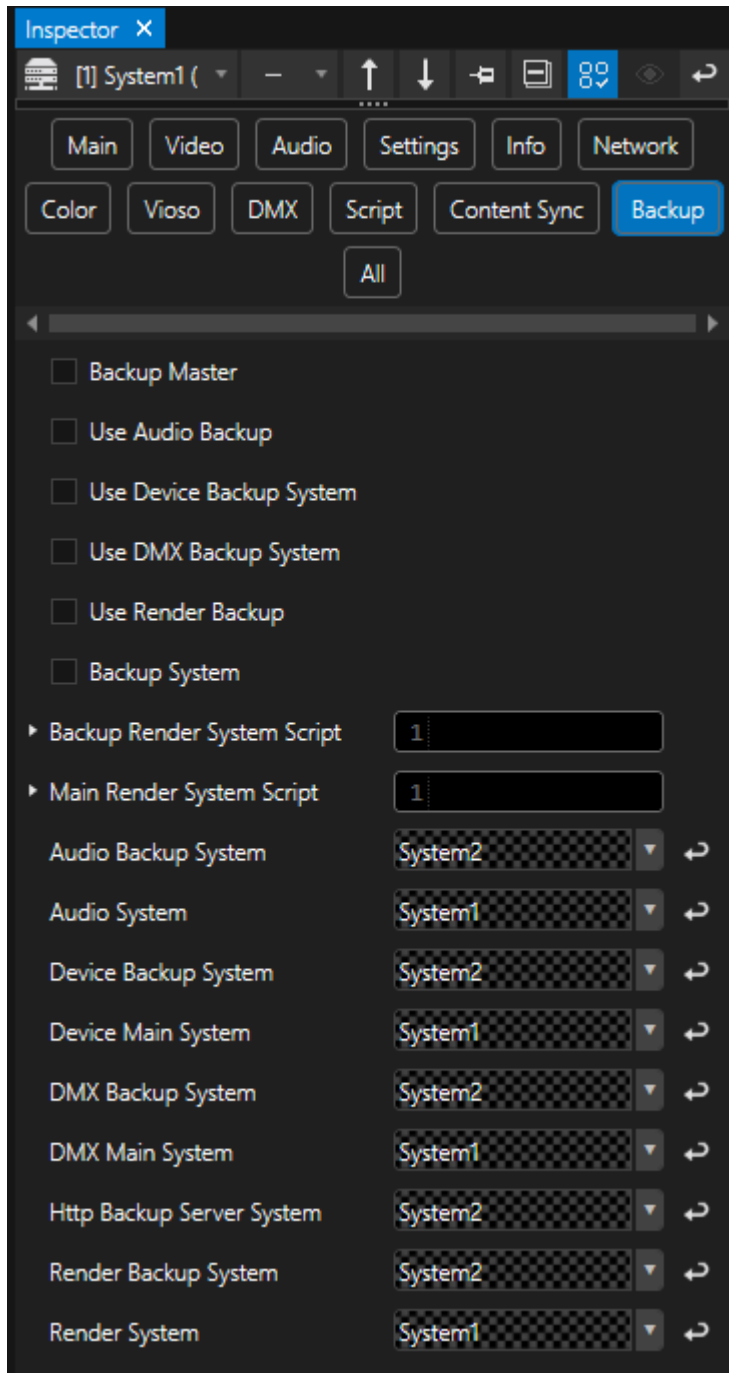 Inspector
[1] System1 ( –
Main Video Audio Settings Info Network
Color Vioso DMX Script Content Sync Backup
All
Backup Master
Use Audio Backup
Use Device Backup System
Use DMX Backup System
Use Render Backup
Backup System
Backup Render System Script 1
Main Render System Script 1
Audio Backup System System2
Audio System System1
Device Backup System System2
Device Main System System1
DMX Backup System System2
DMX Main System System1
Http Backup Server System System2
Render Backup System System2
Render System System1